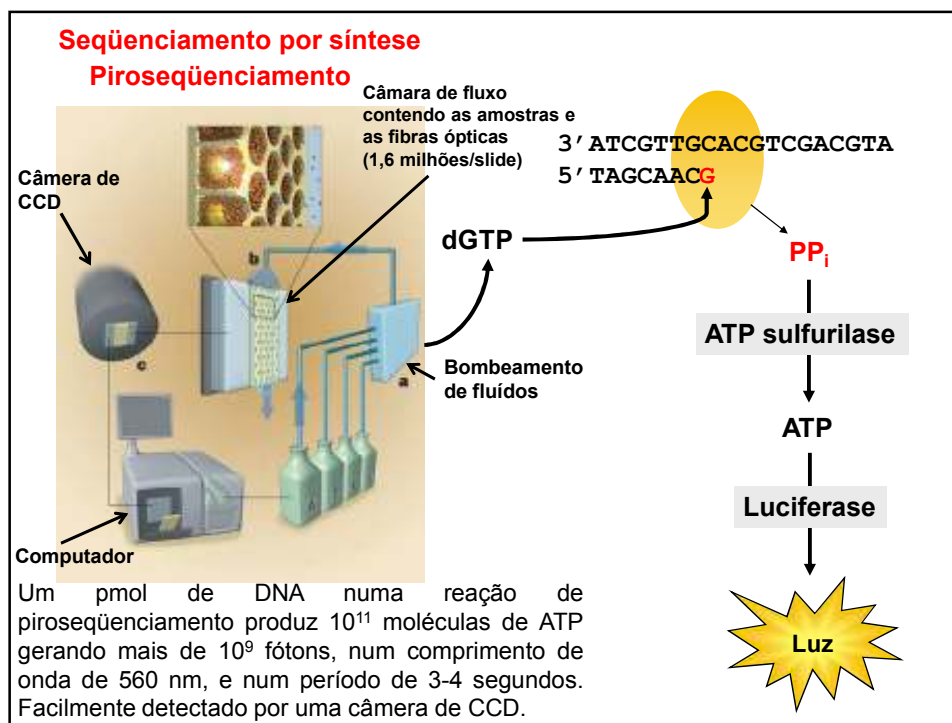 Seqüenciamento por síntese
Piroseqüenciamento
Câmara de fluxo
contendo as amostras e
as fibras ópticas
(1,6 milhões/slide)
Câmera de
CCD
3’ATCGTTGCACGTCGACGTA
5’TAGCAACG
dGTP
PPi
b
c
a
Bombeamento
de fluídos
ATP sulfurilase
ATP
Luciferase
Luz
Computador
Um pmol de DNA numa reação de
piroseqüenciamento produz 10¹¹ moléculas de ATP
gerando mais de 10⁹ fótons, num comprimento de
onda de 560 nm, e num período de 3-4 segundos.
Facilmente detectado por uma câmera de CCD.